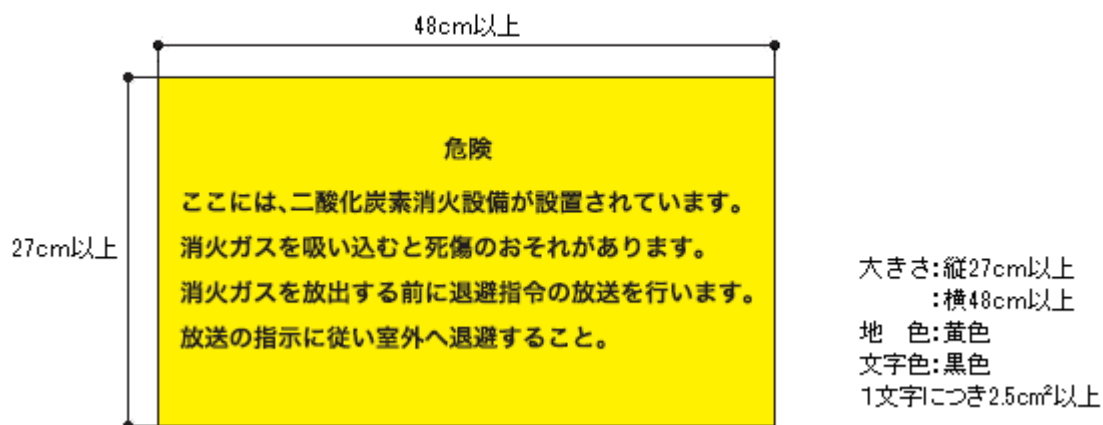 48cm以上
27cm以上
危険
ここには、二酸化炭素消火設備が設置されています。
消火ガスを吸い込むと死傷のおそれがあります。
消火ガスを放出する前に退避指令の放送を行います。
放送の指示に従い室外へ退避すること。
大きさ:縦27cm以上
:横48cm以上
地　色:黄色
文字色:黒色
1文字につき2.5cm²以上